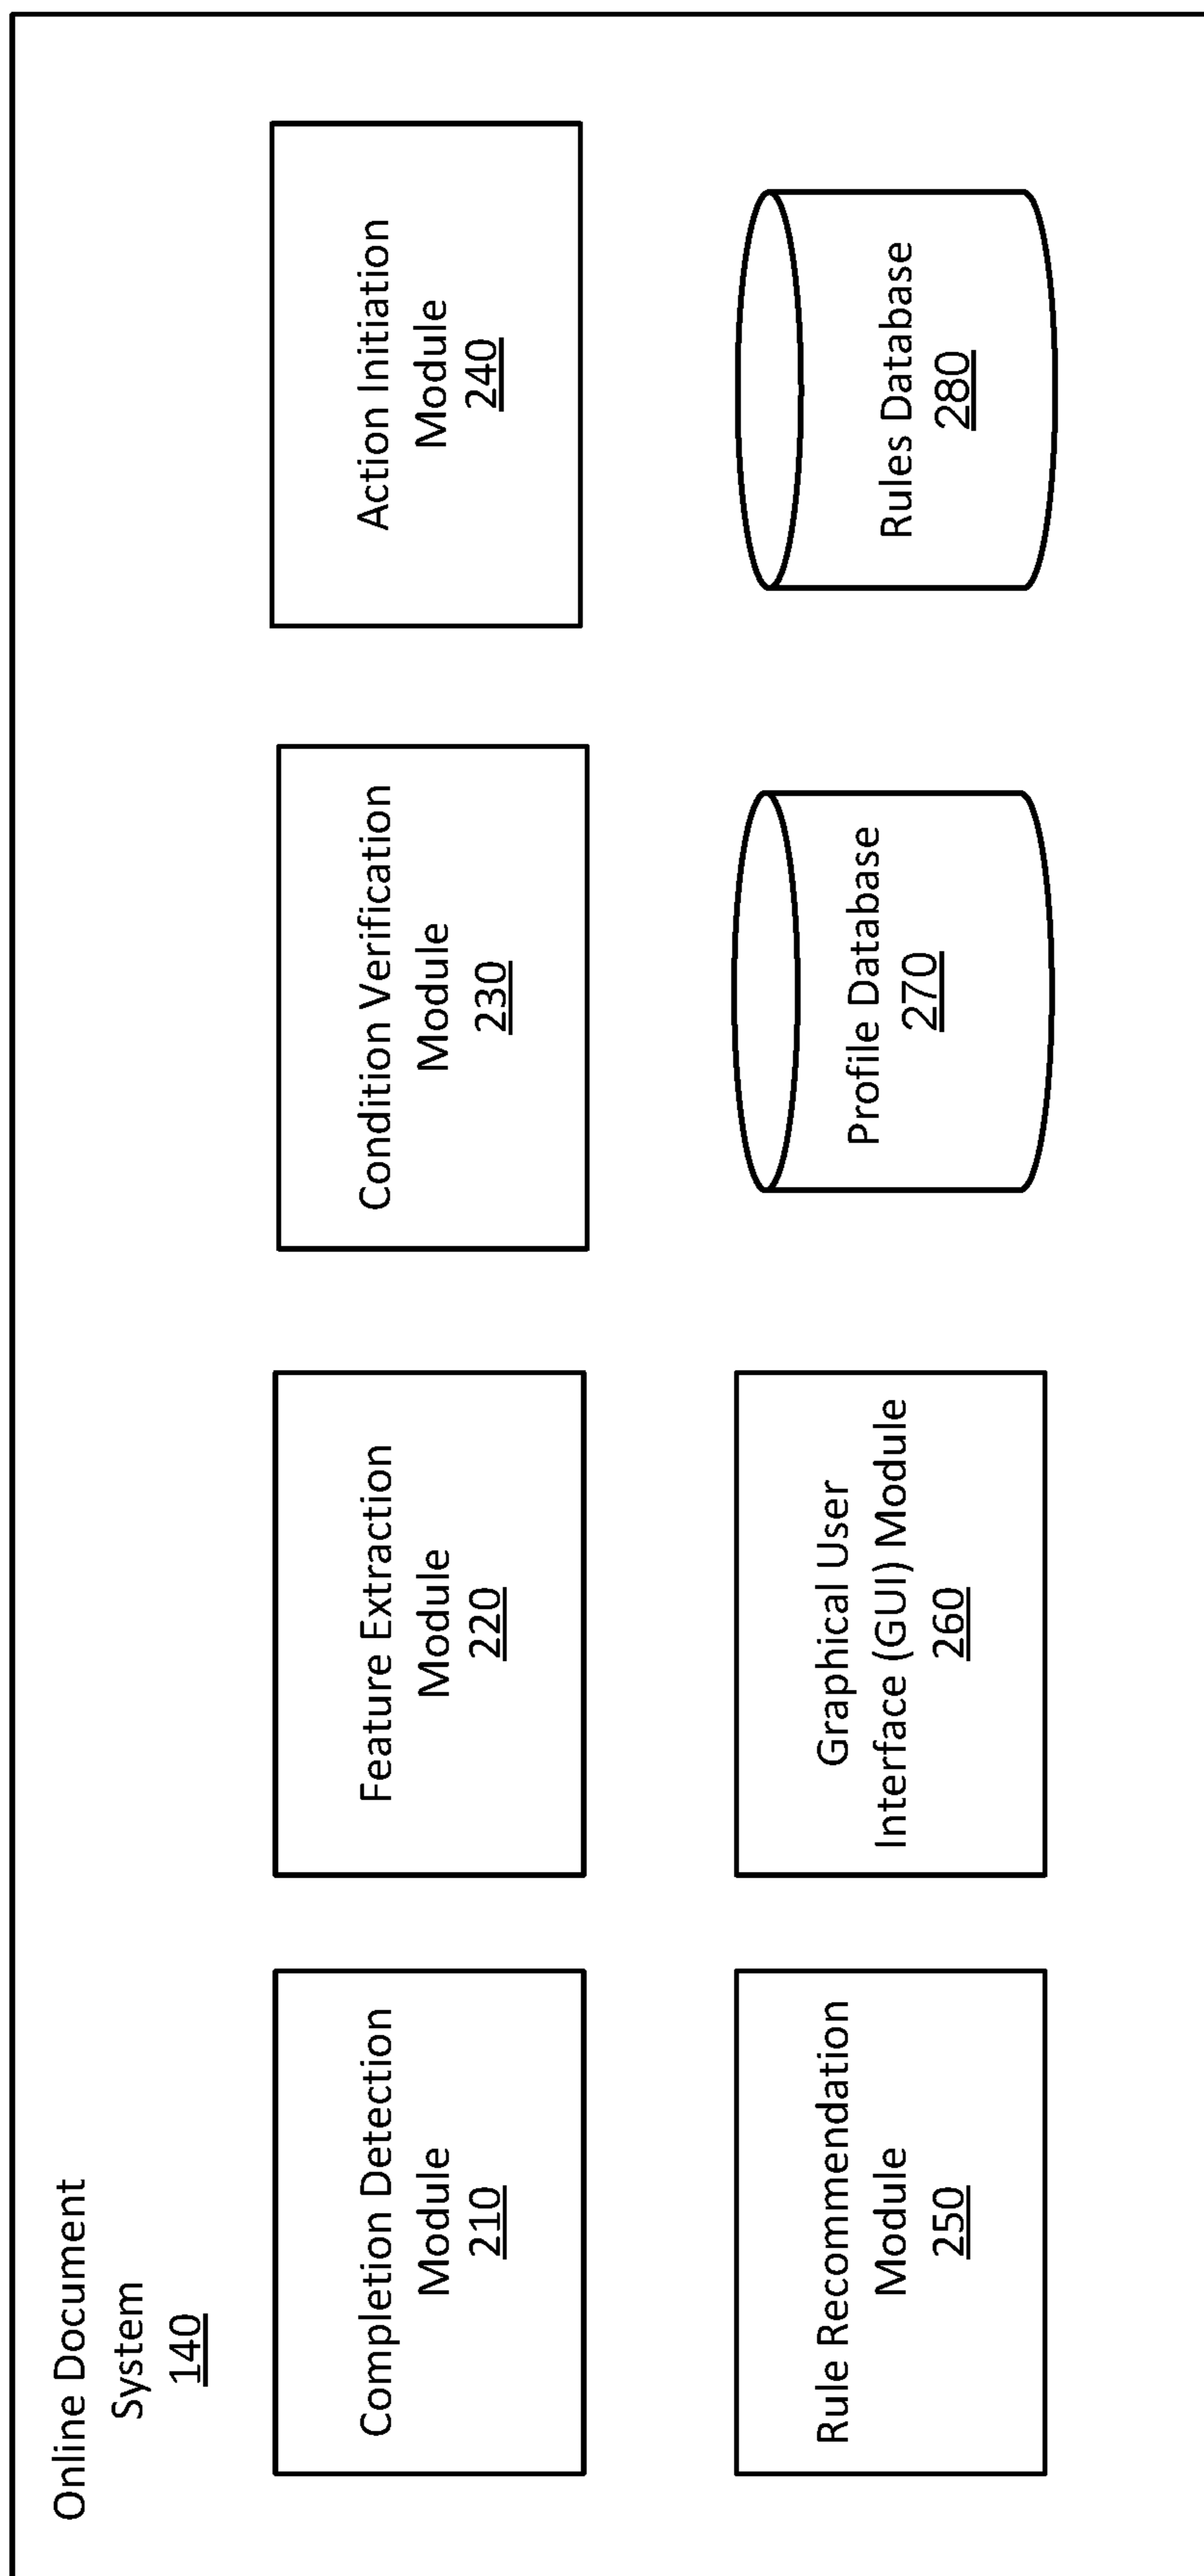 Online Document
System
140
Completion Detection
Module
210
Feature Extraction
Module
220
Condition Verification
Module
230
Action Initiation
Module
240
Rule Recommendation
Module
250
Graphical User
Interface (GUI) Module
260
Profile Database
270
Rules Database
280